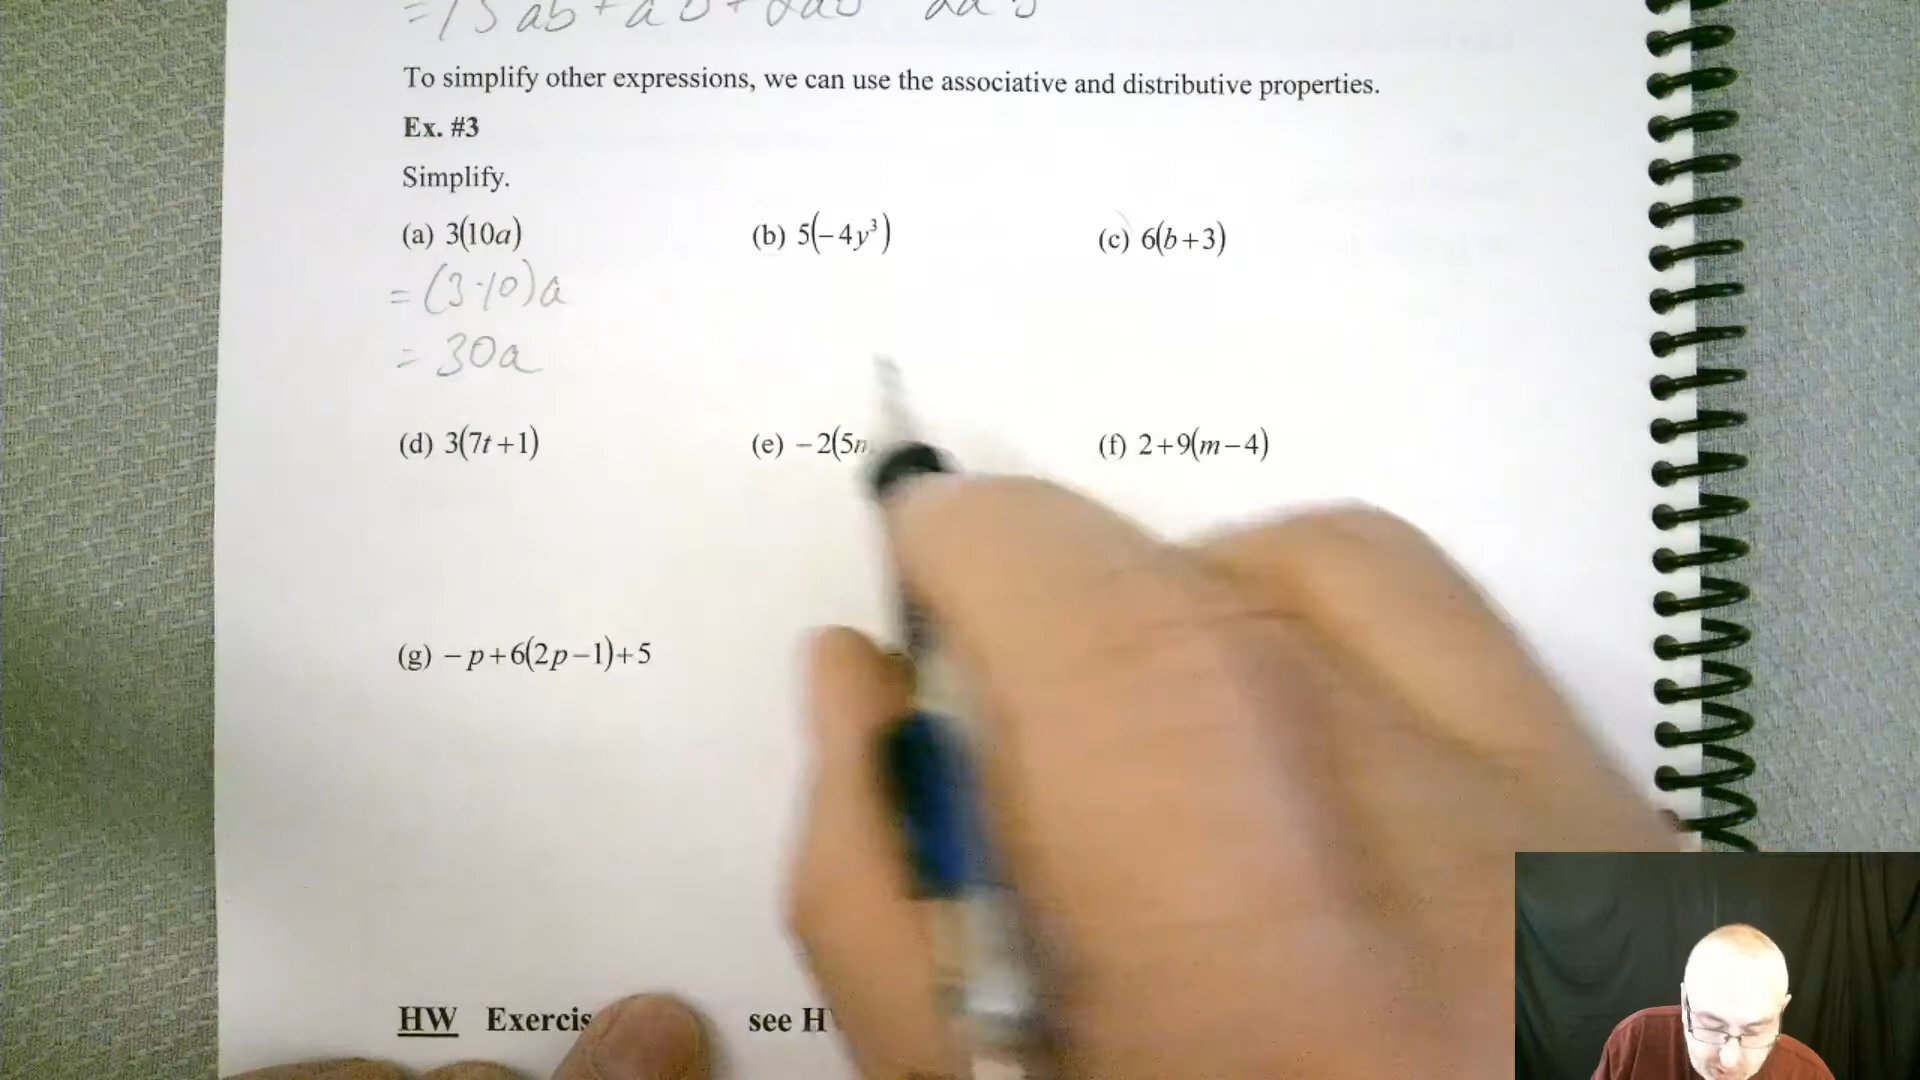 To simplify other expressions, we can use the associative and distributive properties.
Ex. #3
Simplify.
(a) 3(10a) (b) 5(−4y³) (c) 6(b+3)
= (3·10)a
= 30a
(d) 3(7t+1) (e) −2(5 (f) 2+9(m−4)
(g) −p+6(2p−1)+5
HW see